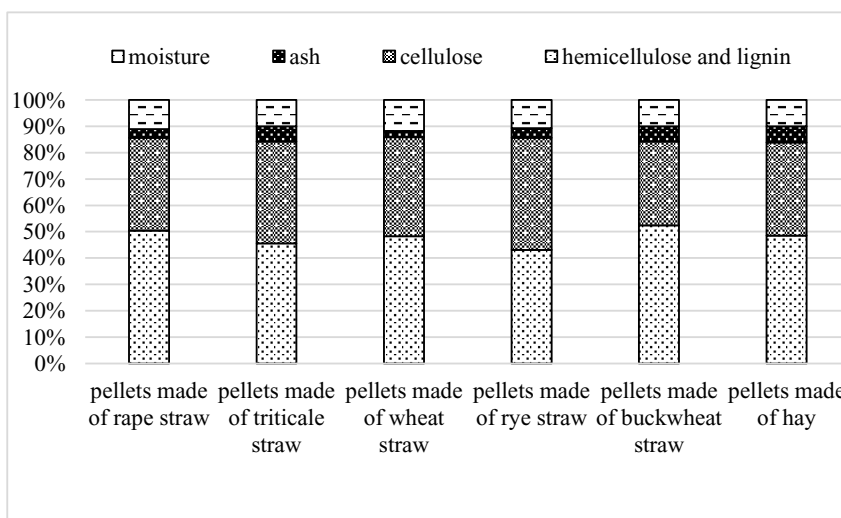 moisture ash cellulose hemicellulose and lignin
100%
90%
80%
70%
60%
50%
40%
30%
20%
10%
0%
pellets made pellets made pellets made pellets made pellets made pellets made
of rape straw of triticale of wheat of rye straw of buckwheat of hay
straw straw straw